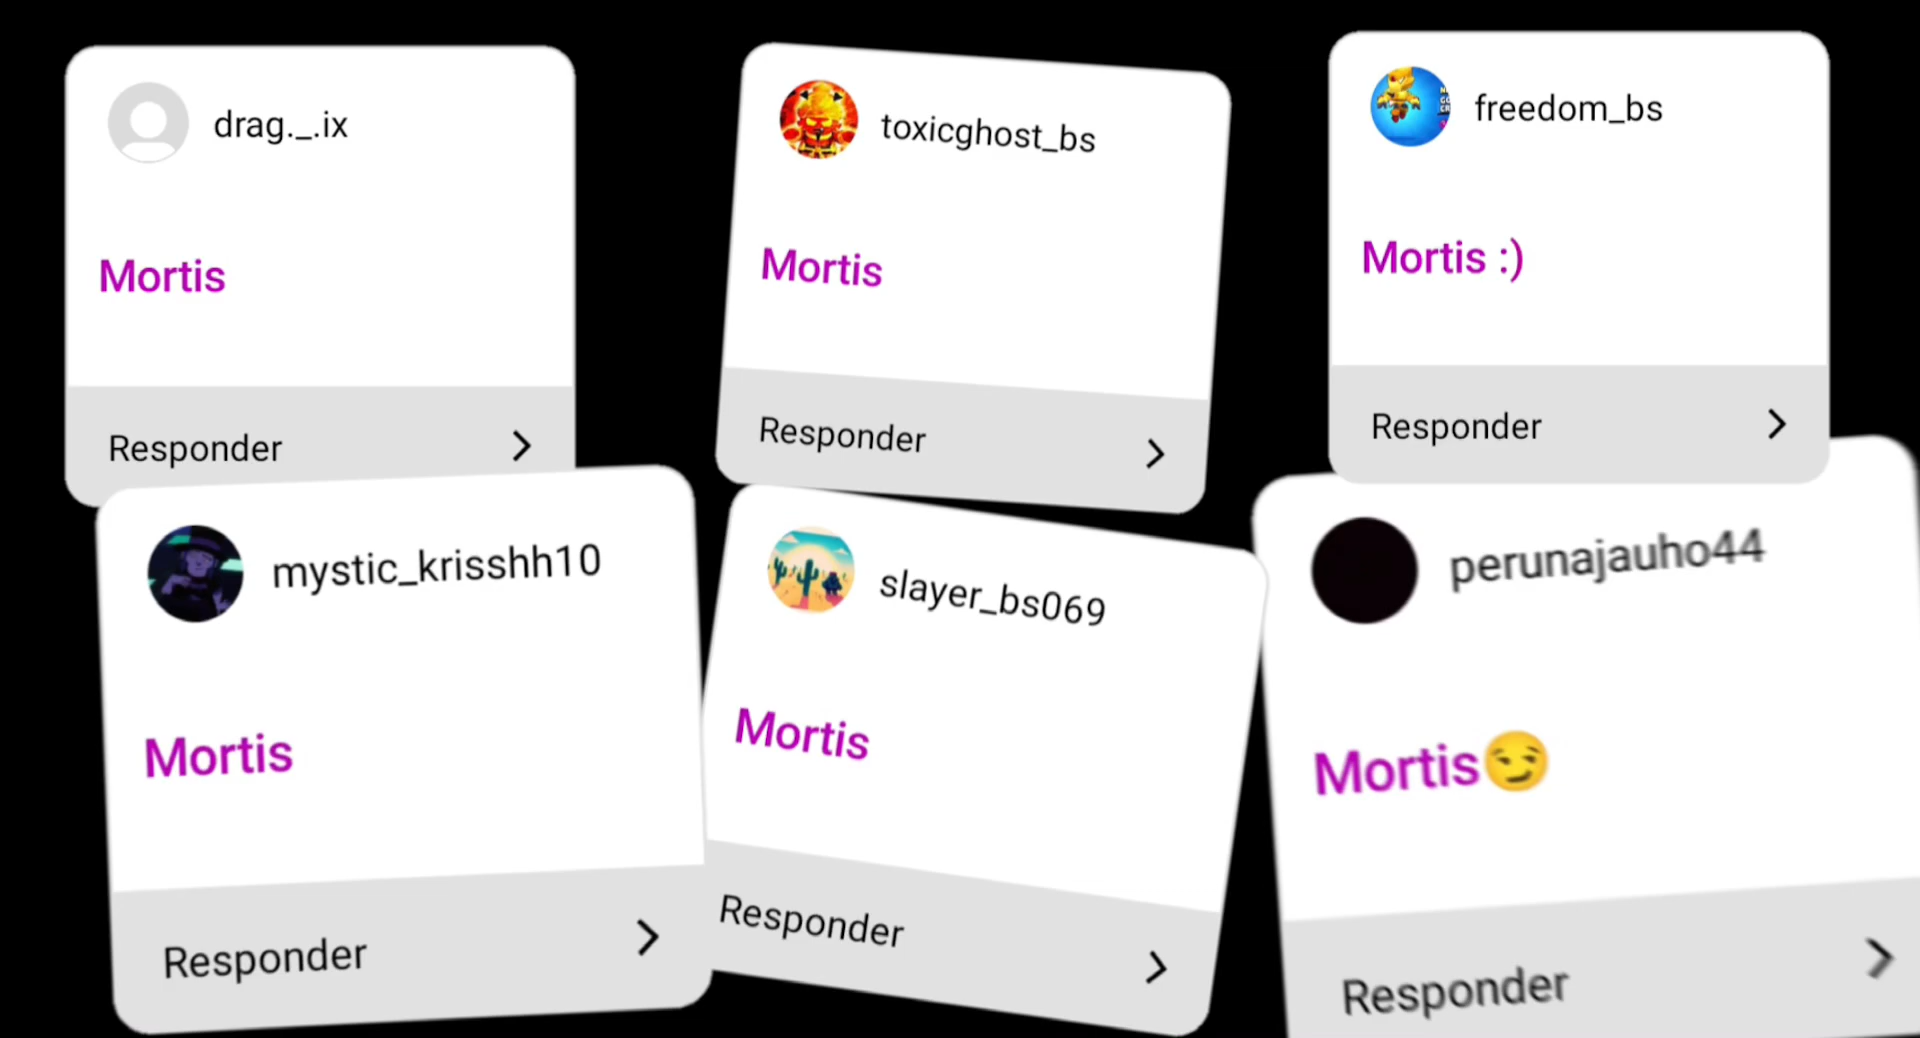 drag._.ix
Mortis
Responder
toxicghost_bs
Mortis
Responder
freedom_bs
Mortis :)
Responder
mystic_krisshh10
Mortis
Responder
slayer_bs069
Mortis
Responder
perunajauho44
Mortis😏
Responder